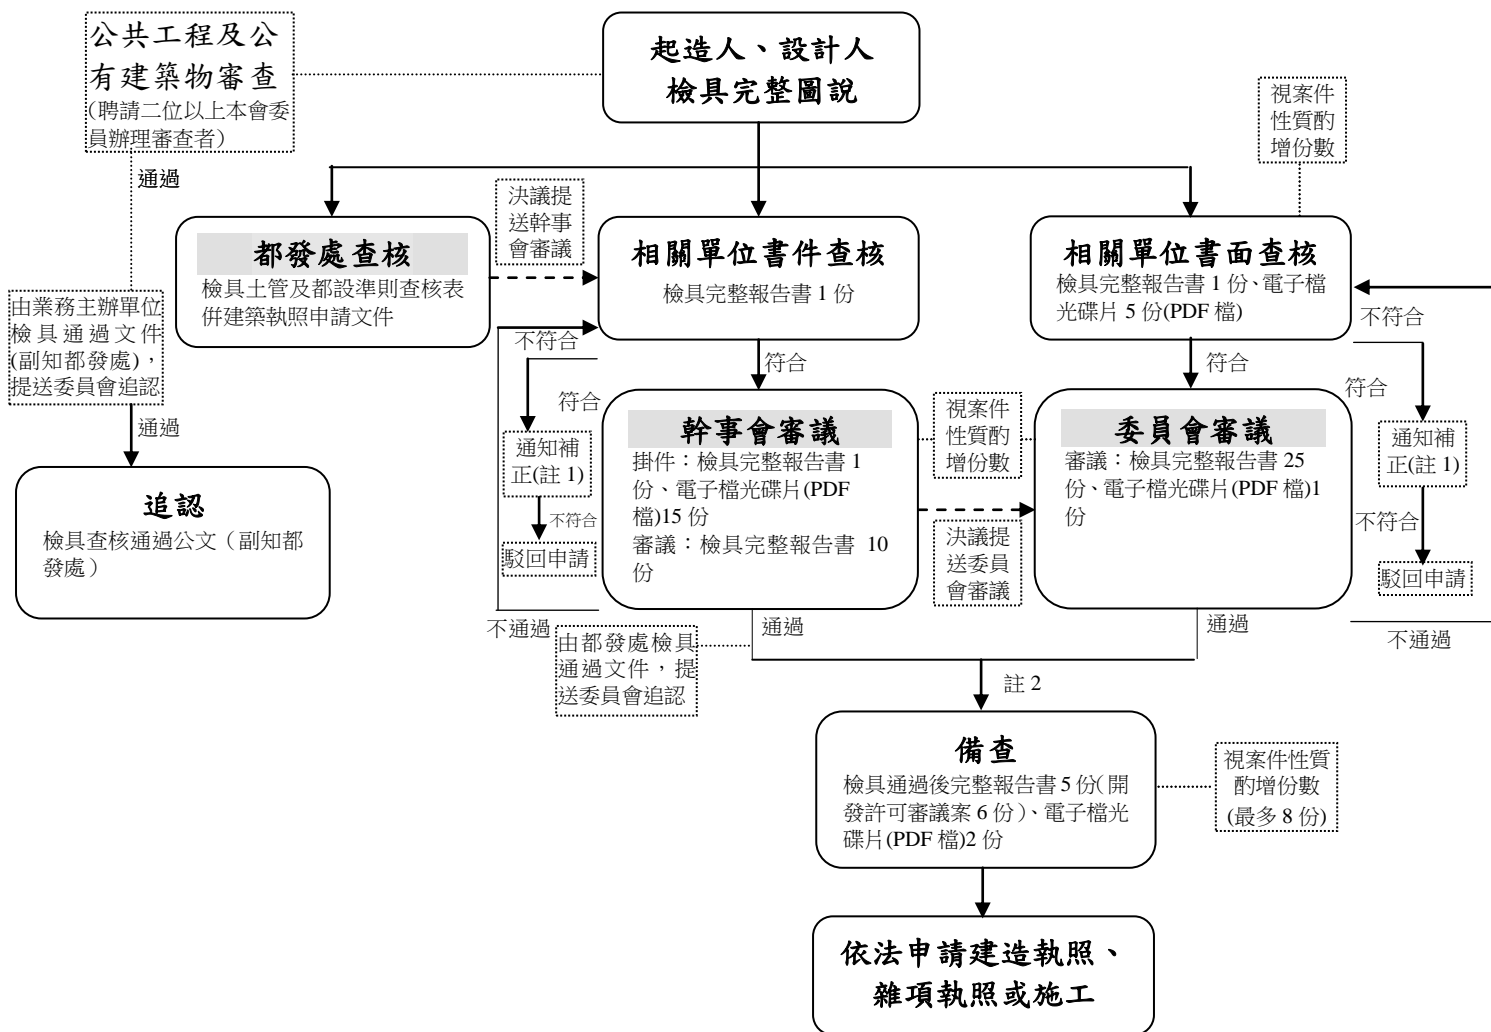 公共工程及公
有建築物審查
(聘請二位以上本會委
員辦理審查者)
起造人、設計人
檢具完整圖說
視案件
性質酌
增份數
通過
決議提
送幹事
會審議
都發處查核
檢具土管及都設準則查核表
併建築執照申請文件
相關單位書件查核
檢具完整報告書 1 份
相關單位書面查核
檢具完整報告書 1 份、電子檔
光碟片 5 份(PDF 檔)
由業務主辦單位
檢具通過文件
(副知都發處),
提送委員會追認
不符合
符合
符合
不符合
通過
符合
通知補
正(註 1)
不符合
駁回申請
幹事會審議
掛件：檢具完整報告書 1
份、電子檔光碟片(PDF
檔)15 份
審議：檢具完整報告書 10
份
視案件
性質酌
增份數
決議提
送委員
會審議
委員會審議
審議：檢具完整報告書 25
份、電子檔光碟片(PDF 檔)1
份
符合
通知補
正(註 1)
不符合
駁回申請
追認
檢具查核通過公文（副知都
發處）
不通過
由都發處檢具
通過文件，提
送委員會追認
通過
通過
不通過
註 2
備查
檢具通過後完整報告書 5 份(開
發許可審議案 6 份)、電子檔光
碟片(PDF 檔)2 份
視案件性質
酌增份數
(最多 8 份)
依法申請建造執照、
雜項執照或施工